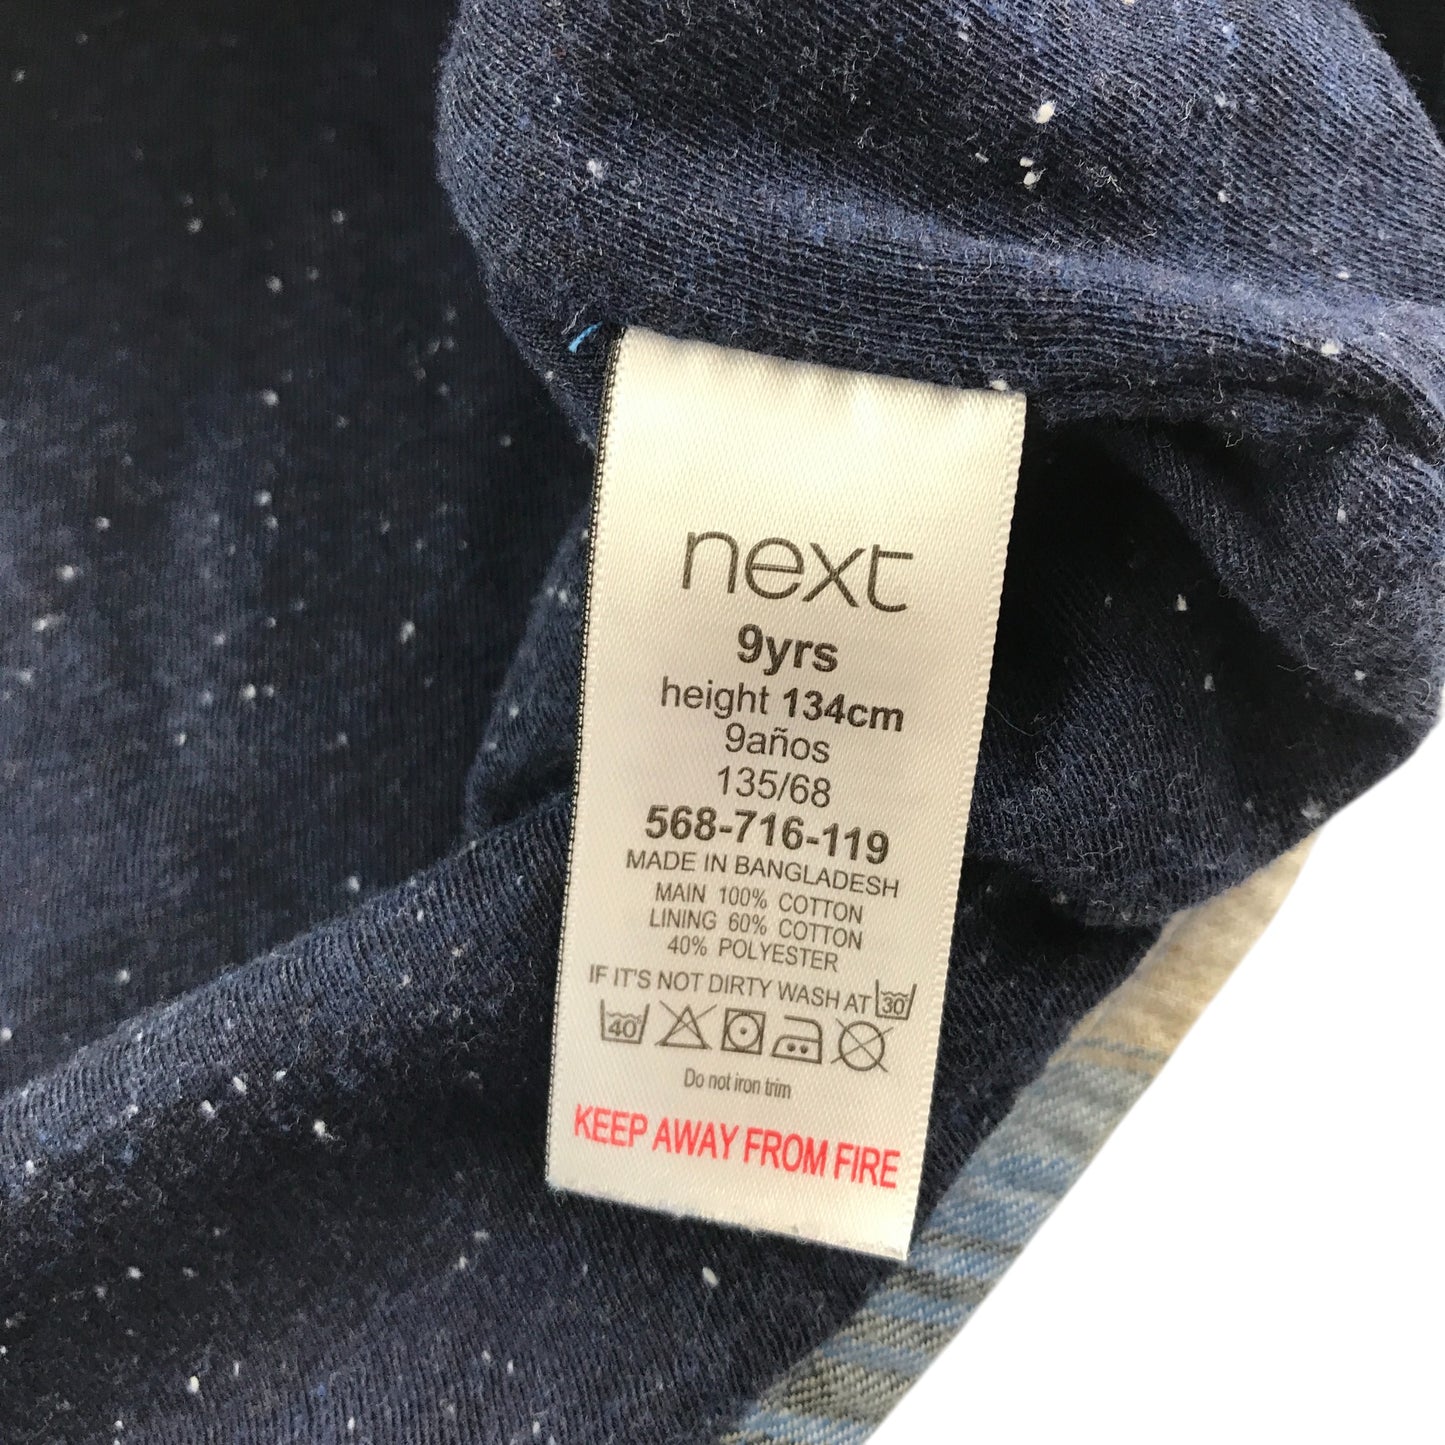 next
9yrs
height 134cm
9años
135/68
568-716-119
MADE IN BANGLADESH
MAIN 100% COTTON
LINING 60% COTTON
40% POLYESTER
IF IT'S NOT DIRTY WASH AT 30
40
Do not iron trim
KEEP AWAY FROM FIRE